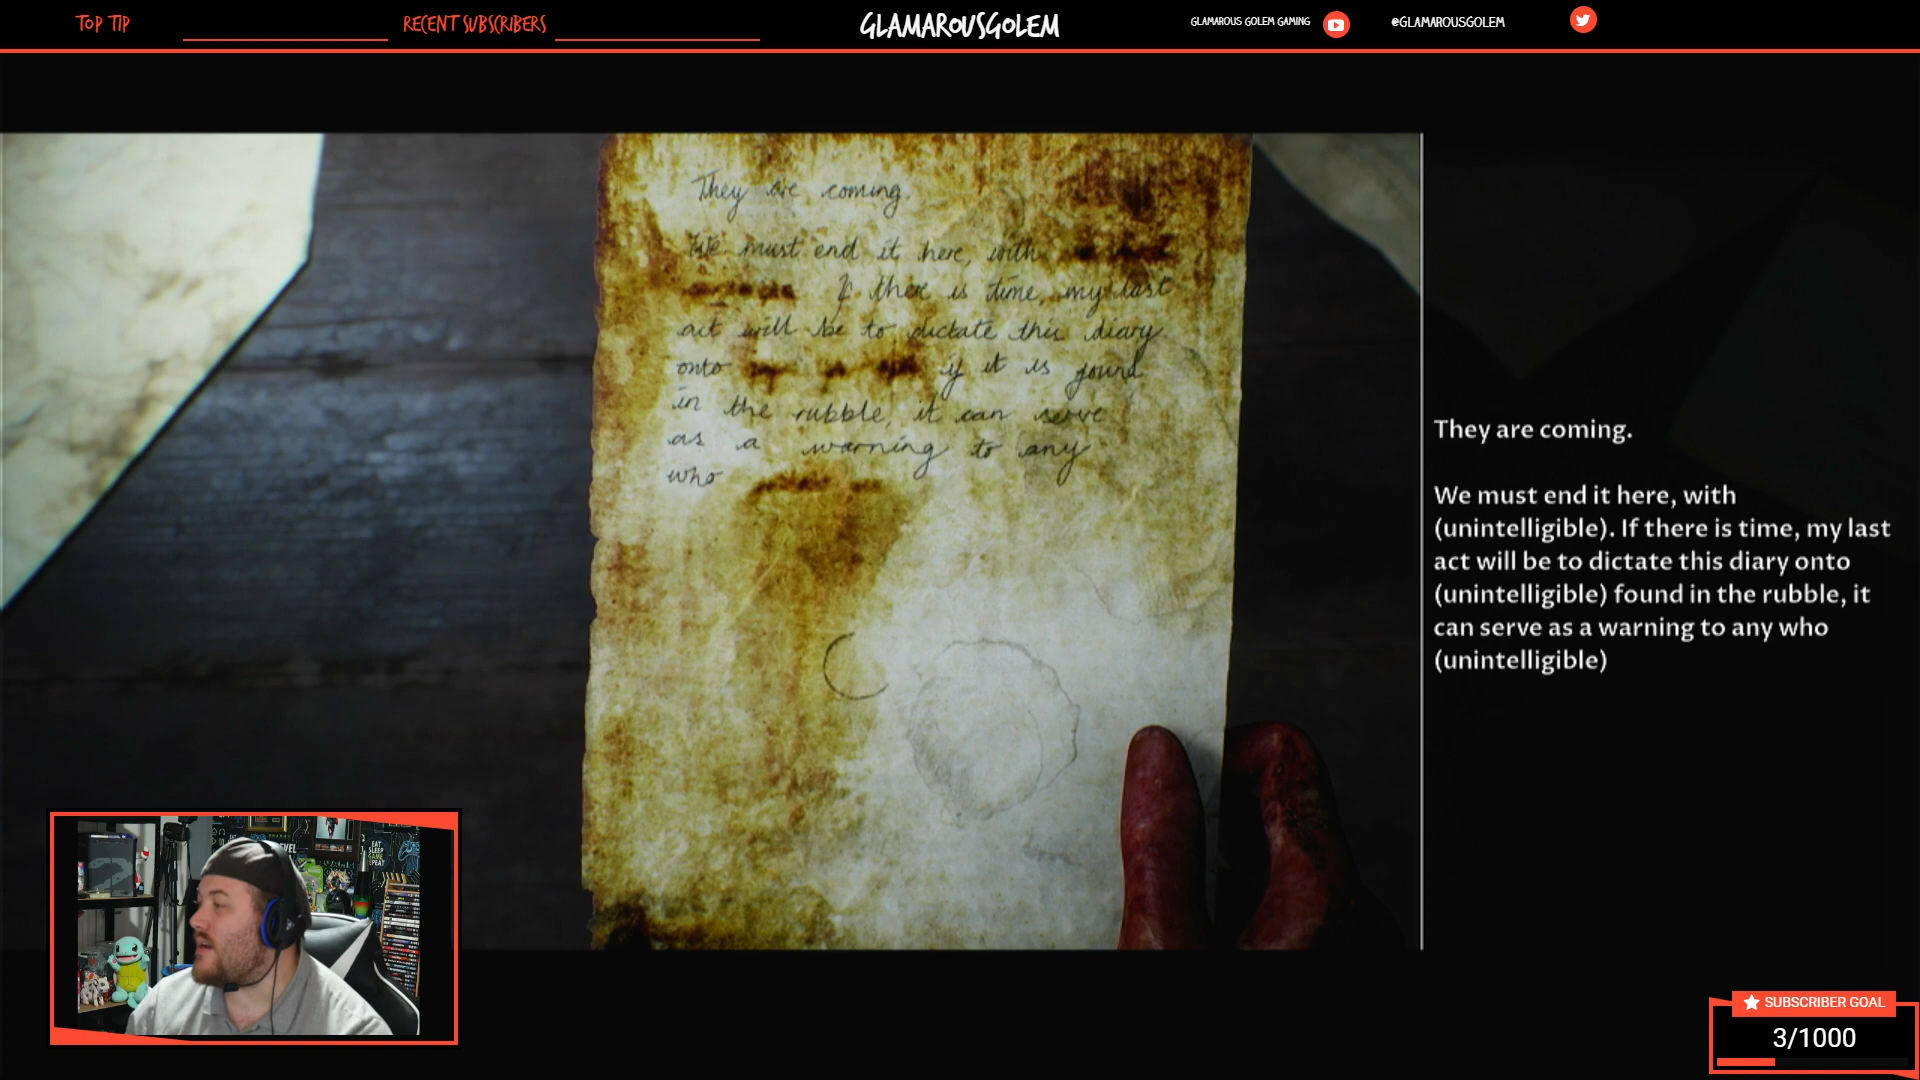 TOP TIP
RECENT SUBSCRIBERS
GLAMAROUSGOLEM
GLAMAROUS GOLEM GAMING
@GLAMAROUSGOLEM
They are coming.
We must end it here, with
If there is time, my last
act will be to dictate this diary
onto if it is found
in the rubble, it can serve
as a warning to any
who
They are coming.
We must end it here, with
(unintelligible). If there is time, my last
act will be to dictate this diary onto
(unintelligible) found in the rubble, it
can serve as a warning to any who
(unintelligible)
EAT
SLEEP
GAME
REPEAT
SUBSCRIBER GOAL
3/1000